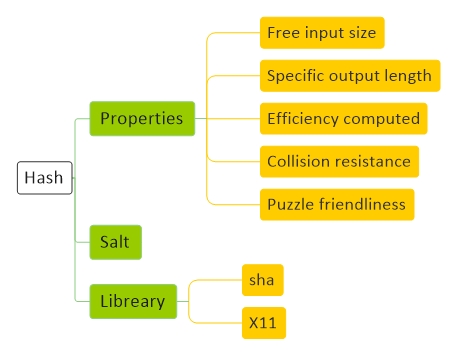 Hash
Properties
Free input size
Specific output length
Efficiency computed
Collision resistance
Puzzle friendliness
Salt
Libreary
sha
X11